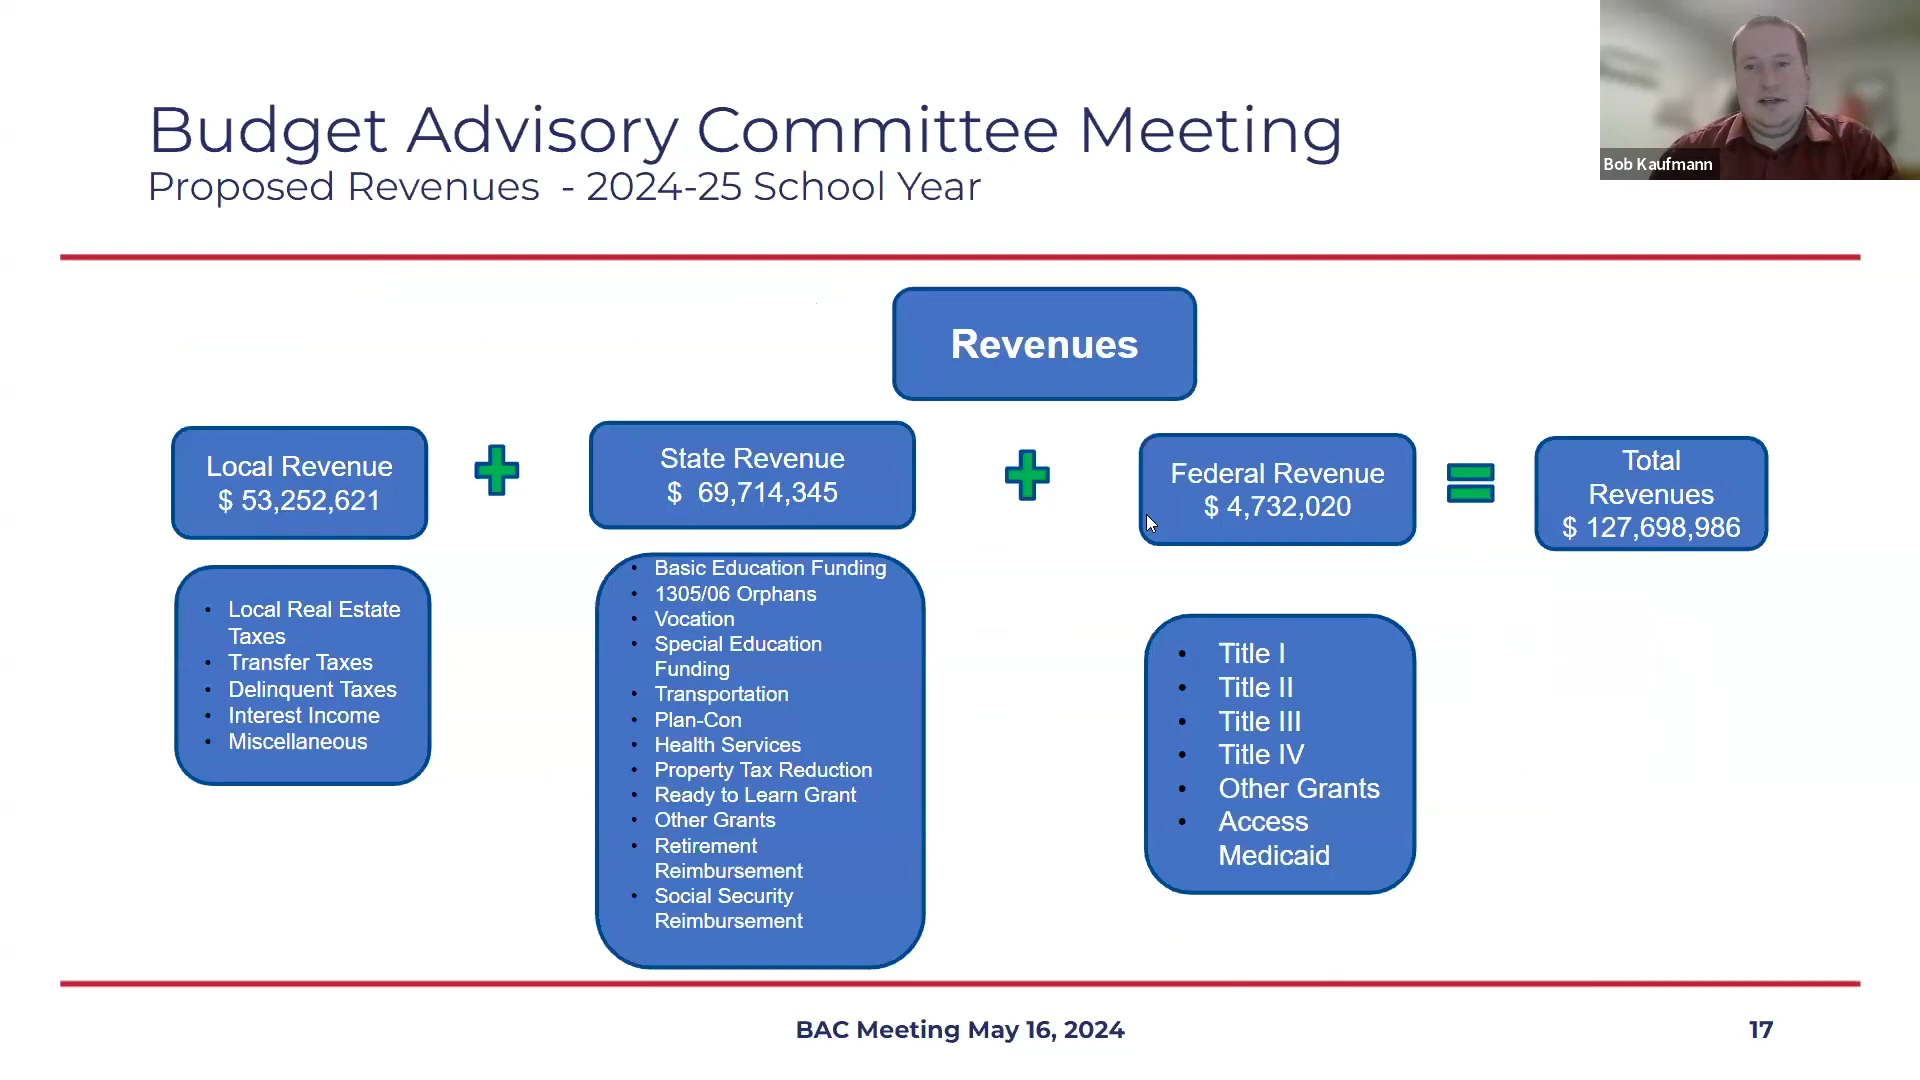 Budget Advisory Committee Meeting
Proposed Revenues - 2024-25 School Year
Bob Kaufmann
Revenues
Local Revenue
$ 53,252,621
State Revenue
$ 69,714,345
Federal Revenue
$ 4,732,020
Total
Revenues
$ 127,698,986
• Local Real Estate
Taxes
• Transfer Taxes
• Delinquent Taxes
• Interest Income
• Miscellaneous
• Basic Education Funding
• 1305/06 Orphans
• Vocation
• Special Education
Funding
• Transportation
• Plan-Con
• Health Services
• Property Tax Reduction
• Ready to Learn Grant
• Other Grants
• Retirement
Reimbursement
• Social Security
Reimbursement
• Title I
• Title II
• Title III
• Title IV
• Other Grants
• Access
Medicaid
BAC Meeting May 16, 2024
17